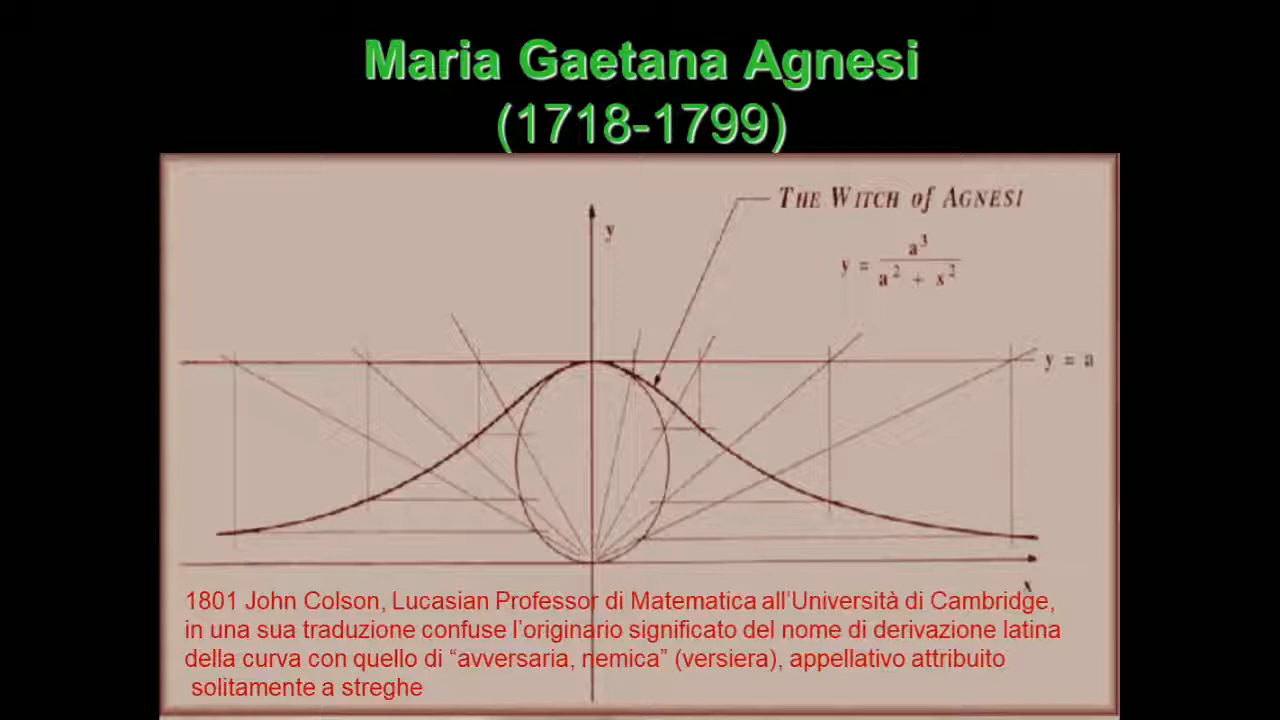 Maria Gaetana Agnesi
(1718-1799)
THE WITCH of AGNESI
y
y = a³ / (a² + x²)
y = a
x
1801 John Colson, Lucasian Professor di Matematica all'Università di Cambridge,
in una sua traduzione confuse l'originario significato del nome di derivazione latina
della curva con quello di “avversaria, nemica” (versiera), appellativo attribuito
solitamente a streghe